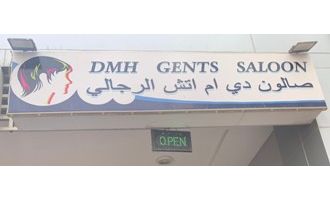 DMH GENTS SALOON
صالون دي ام اتش الرجالي
OPEN